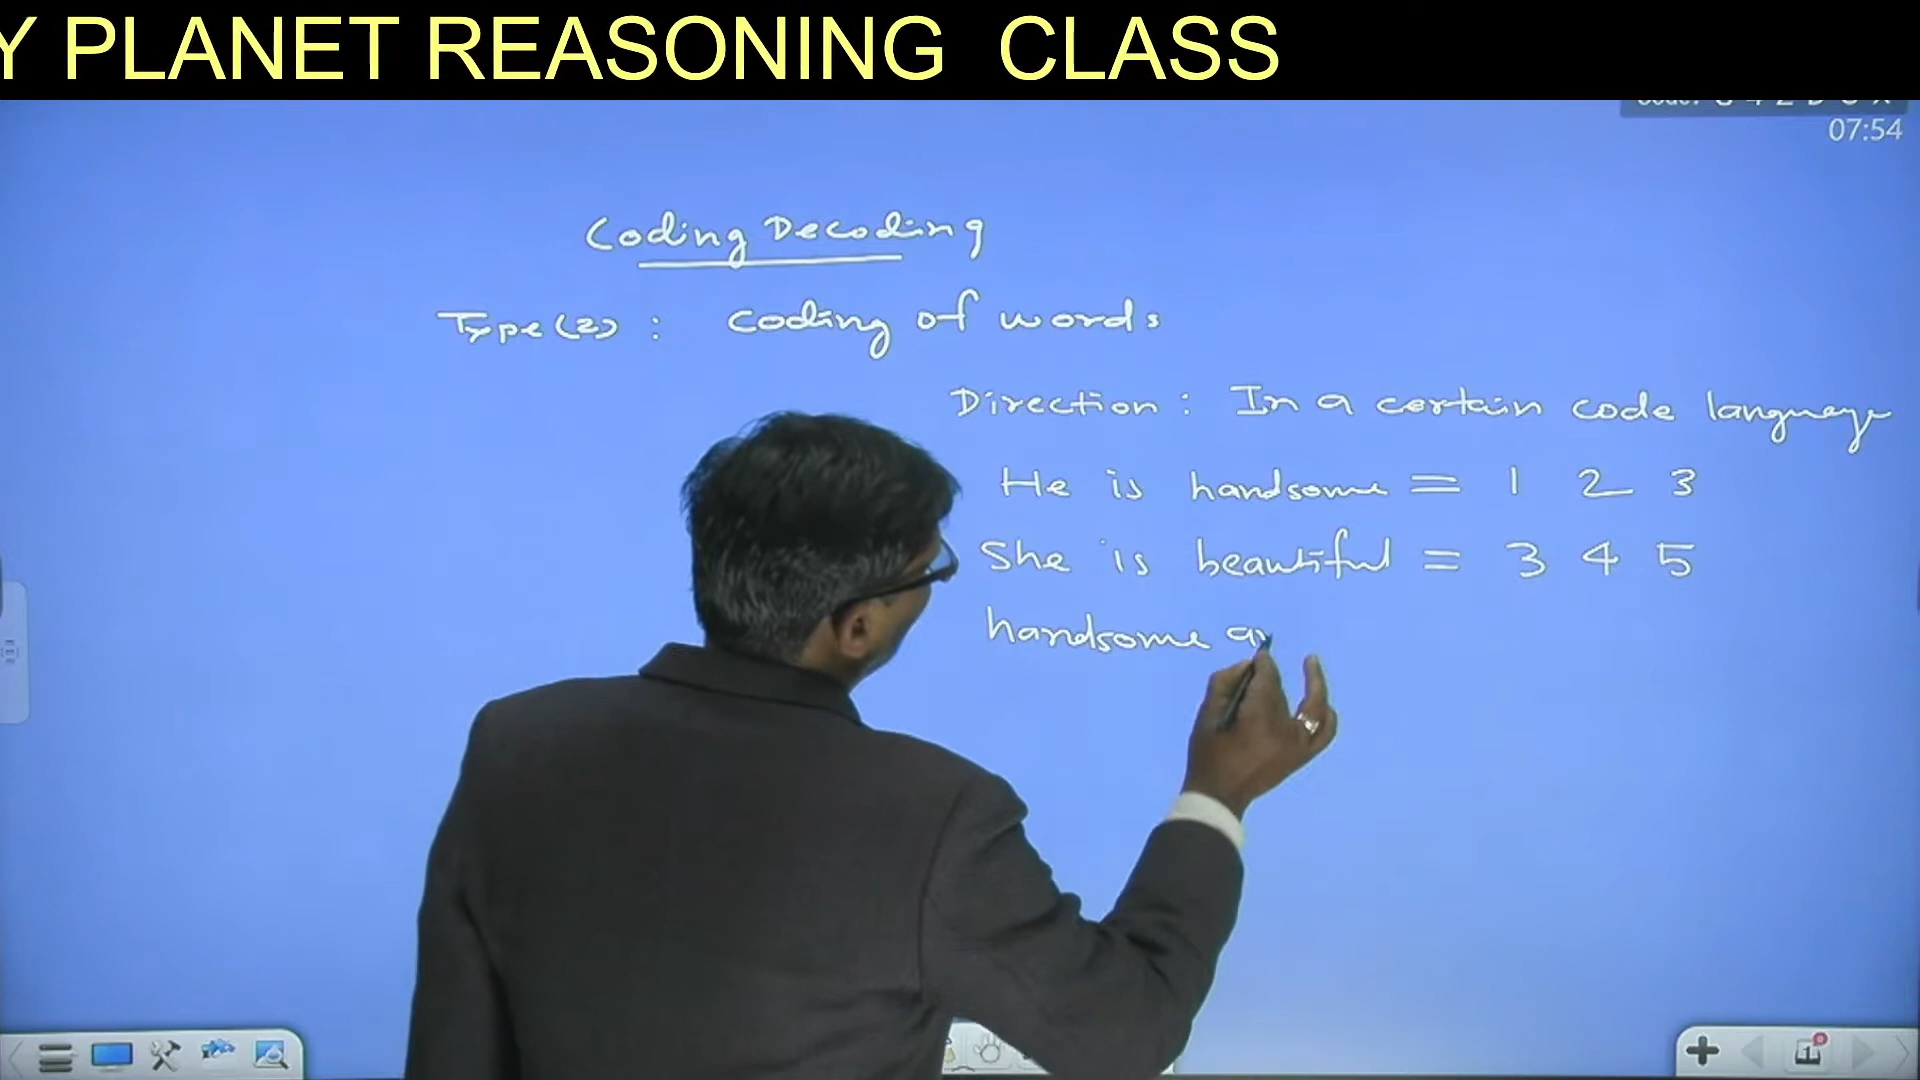 Y PLANET REASONING CLASS
07:54
Coding Decoding
Type (2) : Coding of words
Direction : In a certain code language
He is handsome = 1 2 3
She is beautiful = 3 4 5
handsome